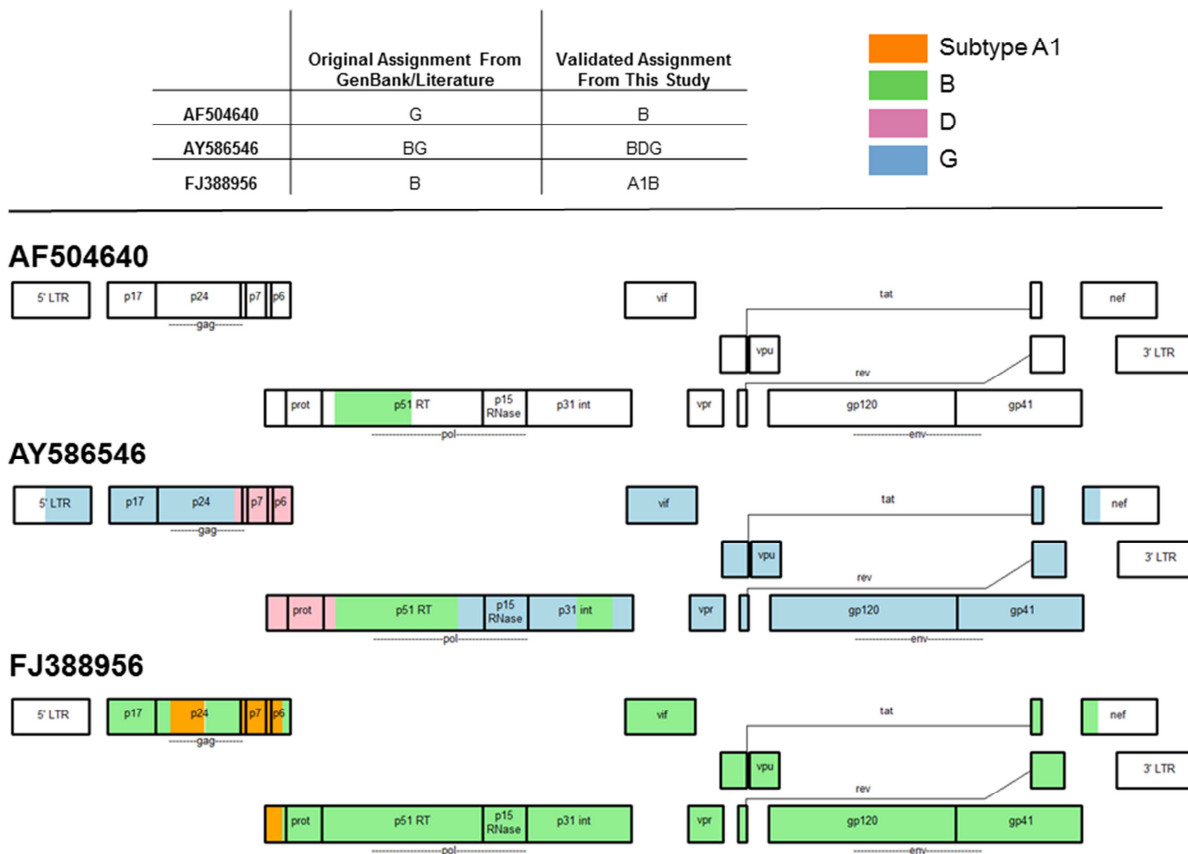 Original Assignment From GenBank/Literature
Validated Assignment From This Study
AF504640 G B
AY586546 BG BDG
FJ388956 B A1B
Subtype A1
B
D
G
AF504640
5' LTR p17 p24 p7 p6 vif tat nef
gag
vpu 3' LTR
rev
prot p51 RT p15 RNase p31 int vpr gp120 gp41
pol env
AY586546
5' LTR p17 p24 p7 p6 vif tat nef
gag
vpu 3' LTR
rev
prot p51 RT p15 RNase p31 int vpr gp120 gp41
pol env
FJ388956
5' LTR p17 p24 p7 p6 vif tat nef
gag
vpu 3' LTR
rev
prot p51 RT p15 RNase p31 int vpr gp120 gp41
pol env